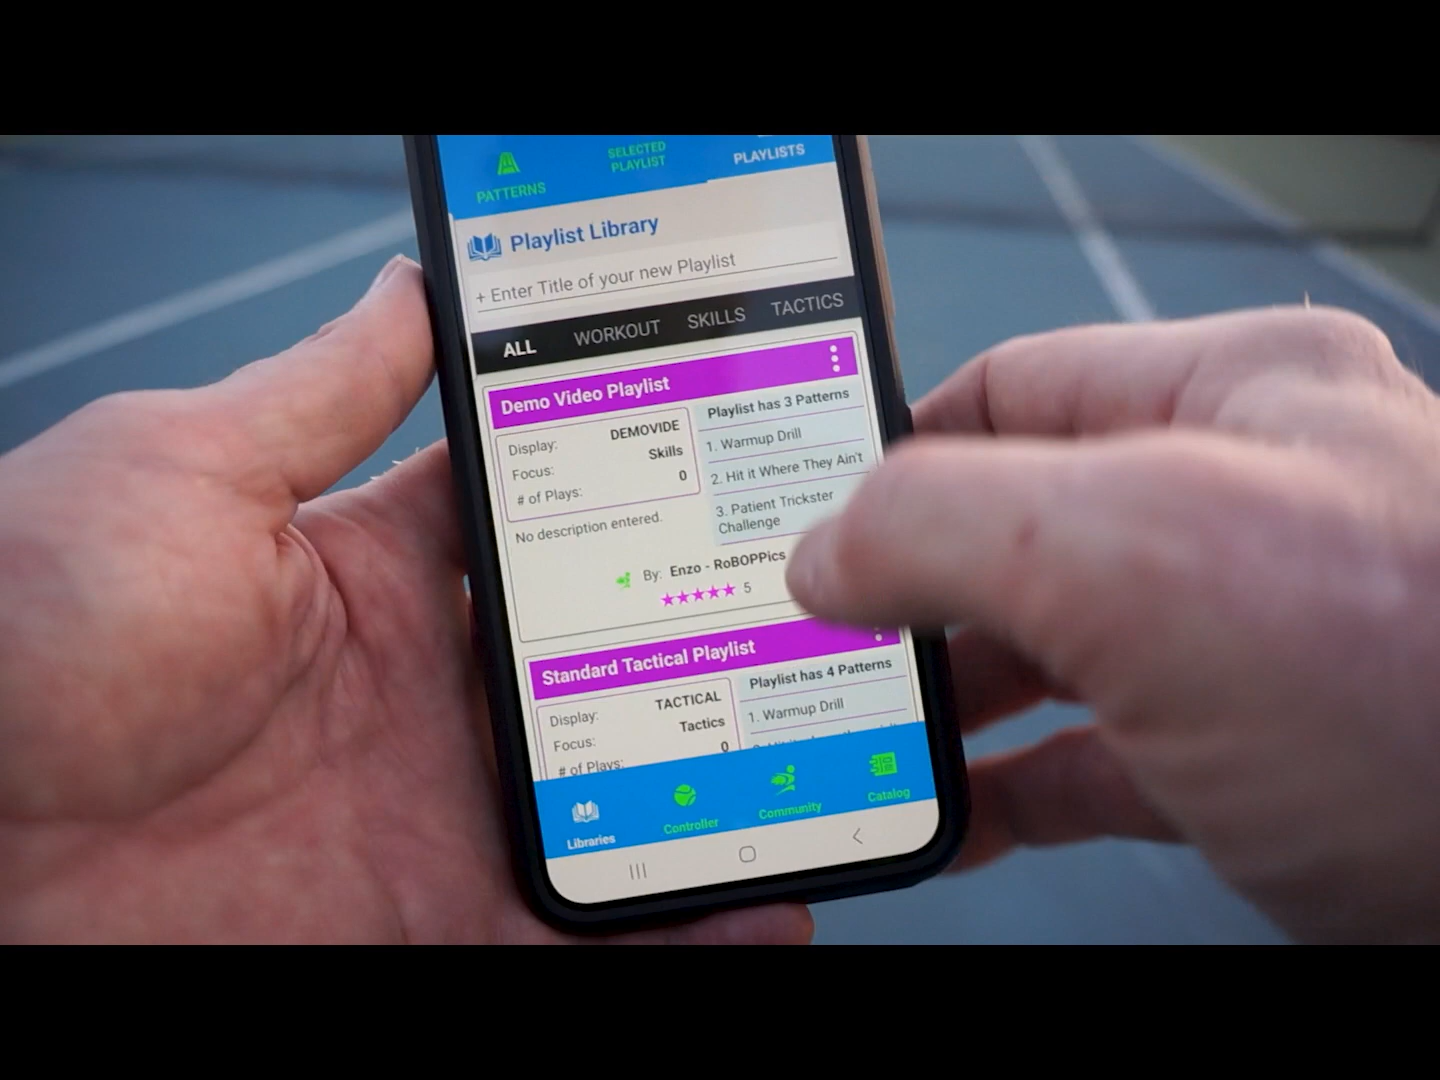 PATTERNS
SELECTED
PLAYLIST
PLAYLISTS
Playlist Library
+ Enter Title of your new Playlist
ALL
WORKOUT
SKILLS
TACTICS
Demo Video Playlist
Display: DEMOVIDE
Focus: Skills
# of Plays: 0
No description entered.
Playlist has 3 Patterns
1. Warmup Drill
2. Hit it Where They Ain't
3. Patient Trickster
Challenge
By: Enzo - RoBOPPics
5
Standard Tactical Playlist
Display: TACTICAL
Focus: Tactics
# of Plays: 0
Playlist has 4 Patterns
1. Warmup Drill
Libraries
Controller
Community
Catalog